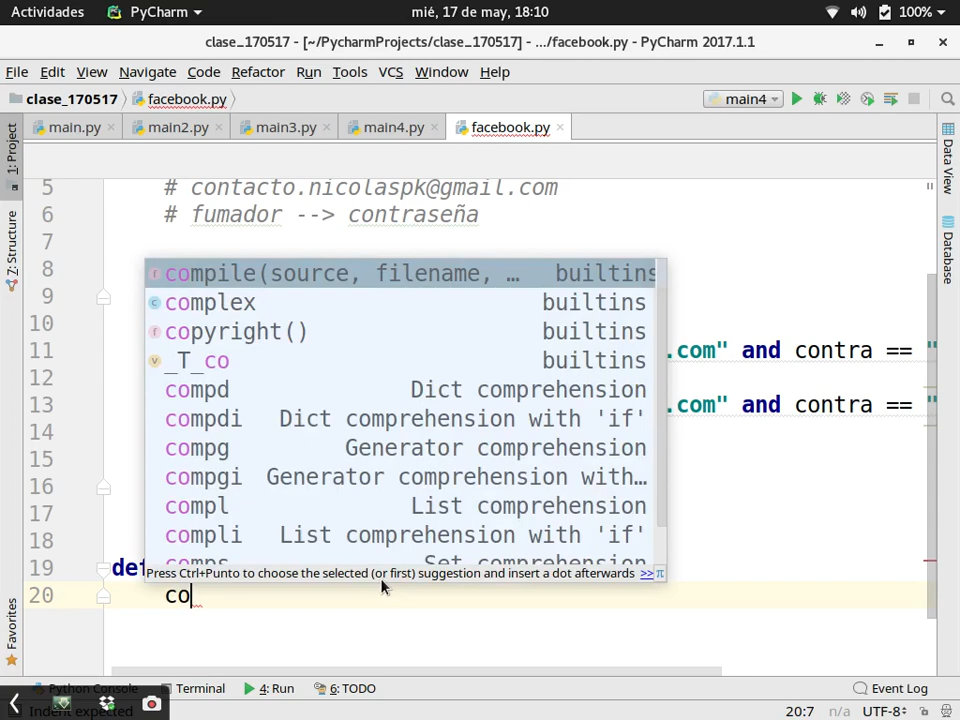 Actividades PyCharm mié, 17 de may, 18:10 100%
clase_170517 - [~/PycharmProjects/clase_170517] - .../facebook.py - PyCharm 2017.1.1
File Edit View Navigate Code Refactor Run Tools VCS Window Help
clase_170517 facebook.py main4
main.py main2.py main3.py main4.py facebook.py
1: Project
7: Structure
Favorites
Data View
Database
5 # contacto.nicolaspk@gmail.com
6 # fumador --> contraseña
7
8 compile(source, filename, … builtins
9 complex builtins
10 copyright() builtins
11 .com" and contra == "
_T_co builtins
12 compd Dict comprehension
13 .com" and contra == "
compdi Dict comprehension with 'if'
14 compg Generator comprehension
15 compgi Generator comprehension with…
16 compl List comprehension
17
18 compli List comprehension with 'if'
19 def comps Set comprehension
Press Ctrl+Punto to choose the selected (or first) suggestion and insert a dot afterwards >> π
20 co
Python Console Terminal 4: Run 6: TODO Event Log
Indent expected 20:7 n/a UTF-8